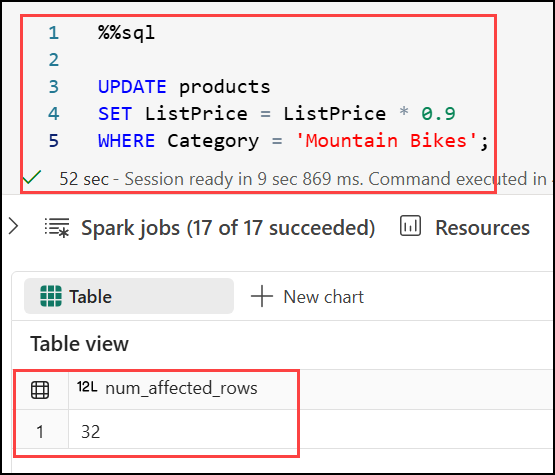 1 %%sql
2
3 UPDATE products
4 SET ListPrice = ListPrice * 0.9
5 WHERE Category = 'Mountain Bikes';
52 sec - Session ready in 9 sec 869 ms. Command executed in
Spark jobs (17 of 17 succeeded) Resources
Table New chart
Table view
12L num_affected_rows
1 32